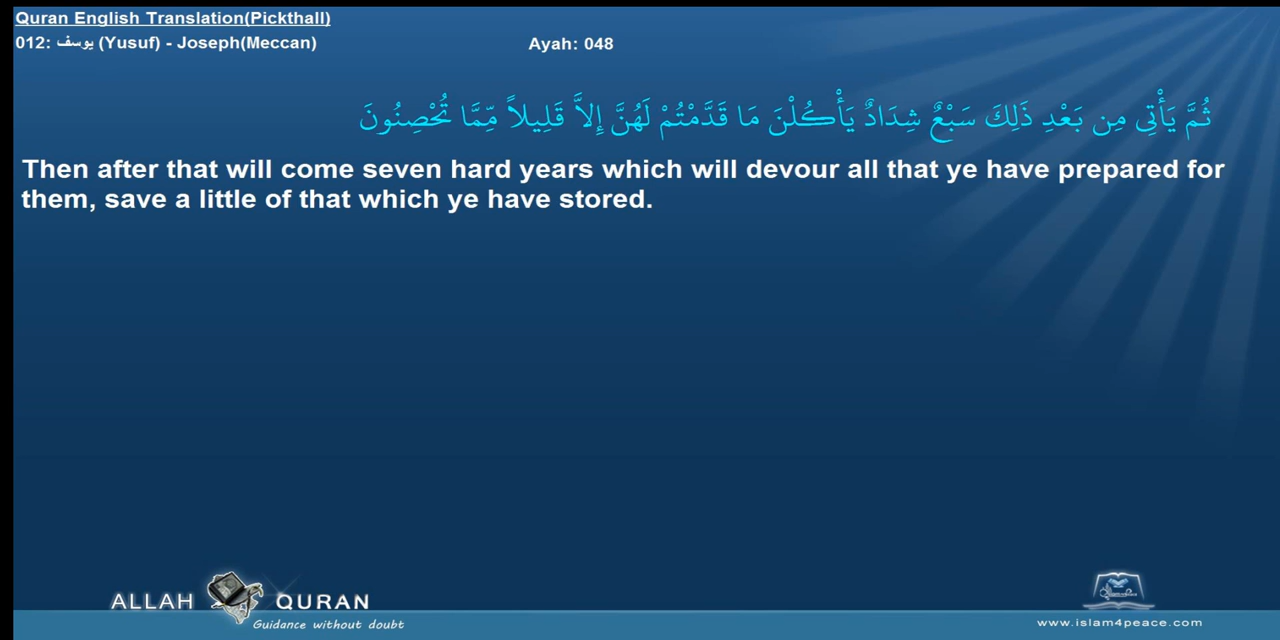 Quran English Translation(Pickthall)
012: يوسف (Yusuf) - Joseph(Meccan) Ayah: 048
ثُمَّ يَأْتِى مِن بَعْدِ ذَلِكَ سَبْعٌ شِدَادٌ يَأْكُلْنَ مَا قَدَّمْتُمْ لَهُنَّ إِلاَّ قَلِيلاً مِّمَّا تُحْصِنُونَ
Then after that will come seven hard years which will devour all that ye have prepared for
them, save a little of that which ye have stored.
ALLAH QURAN
Guidance without doubt
www.islam4peace.com